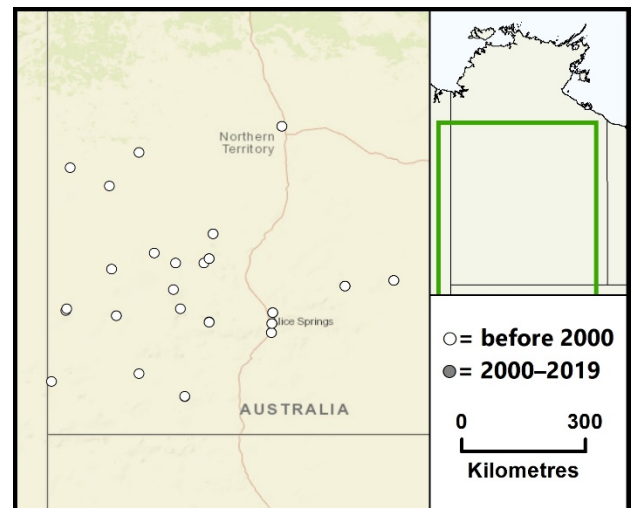 Northern
Territory
lice Springs
AUSTRALIA
= before 2000
= 2000–2019
0 300
Kilometres